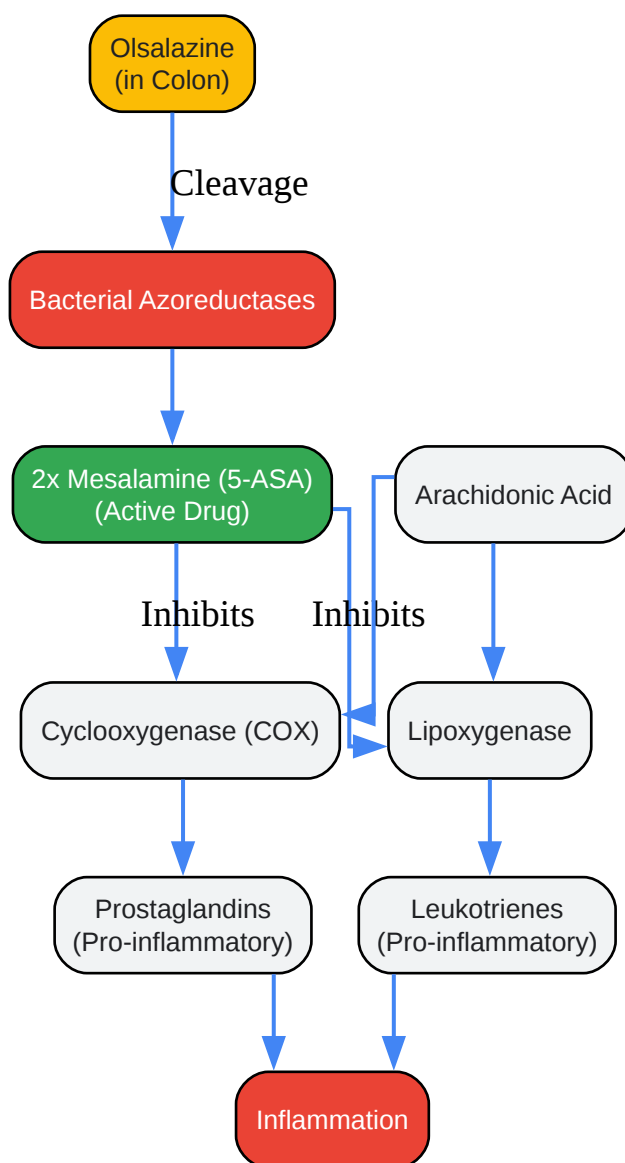 Olsalazine
(in Colon)
Cleavage
Bacterial Azoreductases
2x Mesalamine (5-ASA)
(Active Drug)
Arachidonic Acid
Inhibits
Inhibits
Cyclooxygenase (COX)
Lipoxygenase
Prostaglandins
(Pro-inflammatory)
Leukotrienes
(Pro-inflammatory)
Inflammation